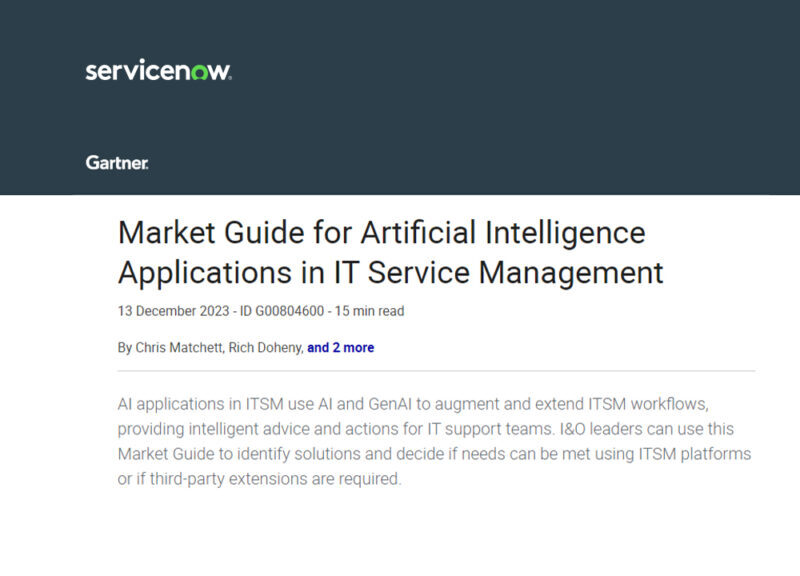 servicenow.
Gartner.
Market Guide for Artificial Intelligence
Applications in IT Service Management
13 December 2023 - ID G00804600 - 15 min read
By Chris Matchett, Rich Doheny, and 2 more
AI applications in ITSM use AI and GenAI to augment and extend ITSM workflows,
providing intelligent advice and actions for IT support teams. I&O leaders can use this
Market Guide to identify solutions and decide if needs can be met using ITSM platforms
or if third-party extensions are required.